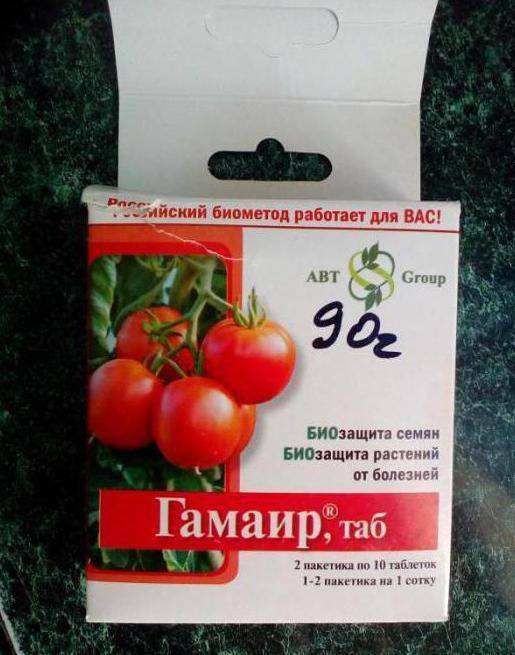 Российский биометод работает для ВАС!
АВТ Group
90г
БИОзащита семян
БИОзащита растений
от болезней
Гамаир®, таб
2 пакетика по 10 таблеток
1-2 пакетика на 1 сотку